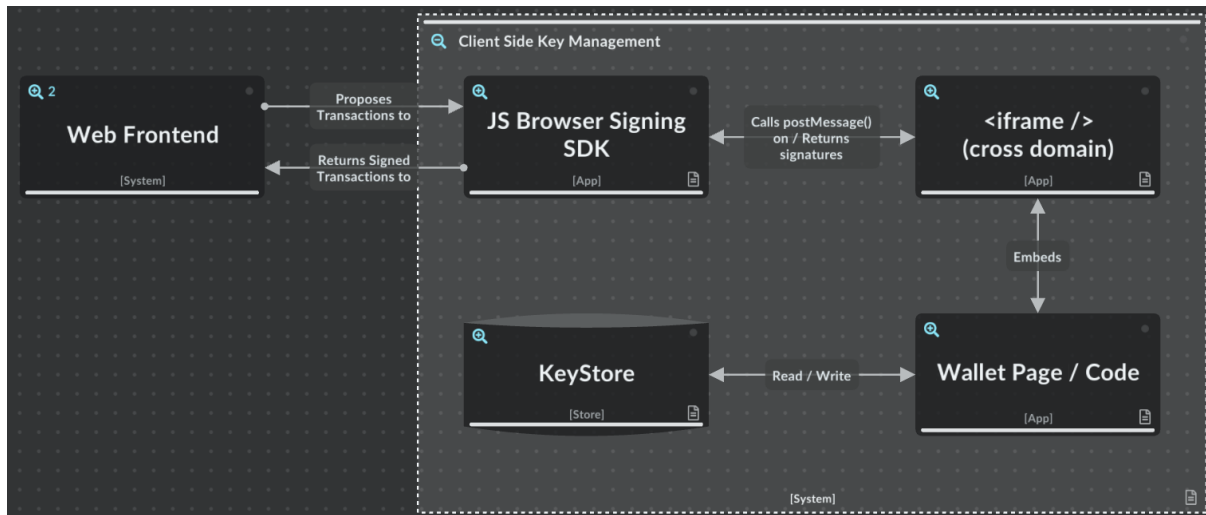 Client Side Key Management
2
Web Frontend
[System]
Proposes
Transactions to
Returns Signed
Transactions to
JS Browser Signing
SDK
[App]
Calls postMessage()
on / Returns
signatures
<iframe />
(cross domain)
[App]
Embeds
KeyStore
[Store]
Read / Write
Wallet Page / Code
[App]
[System]